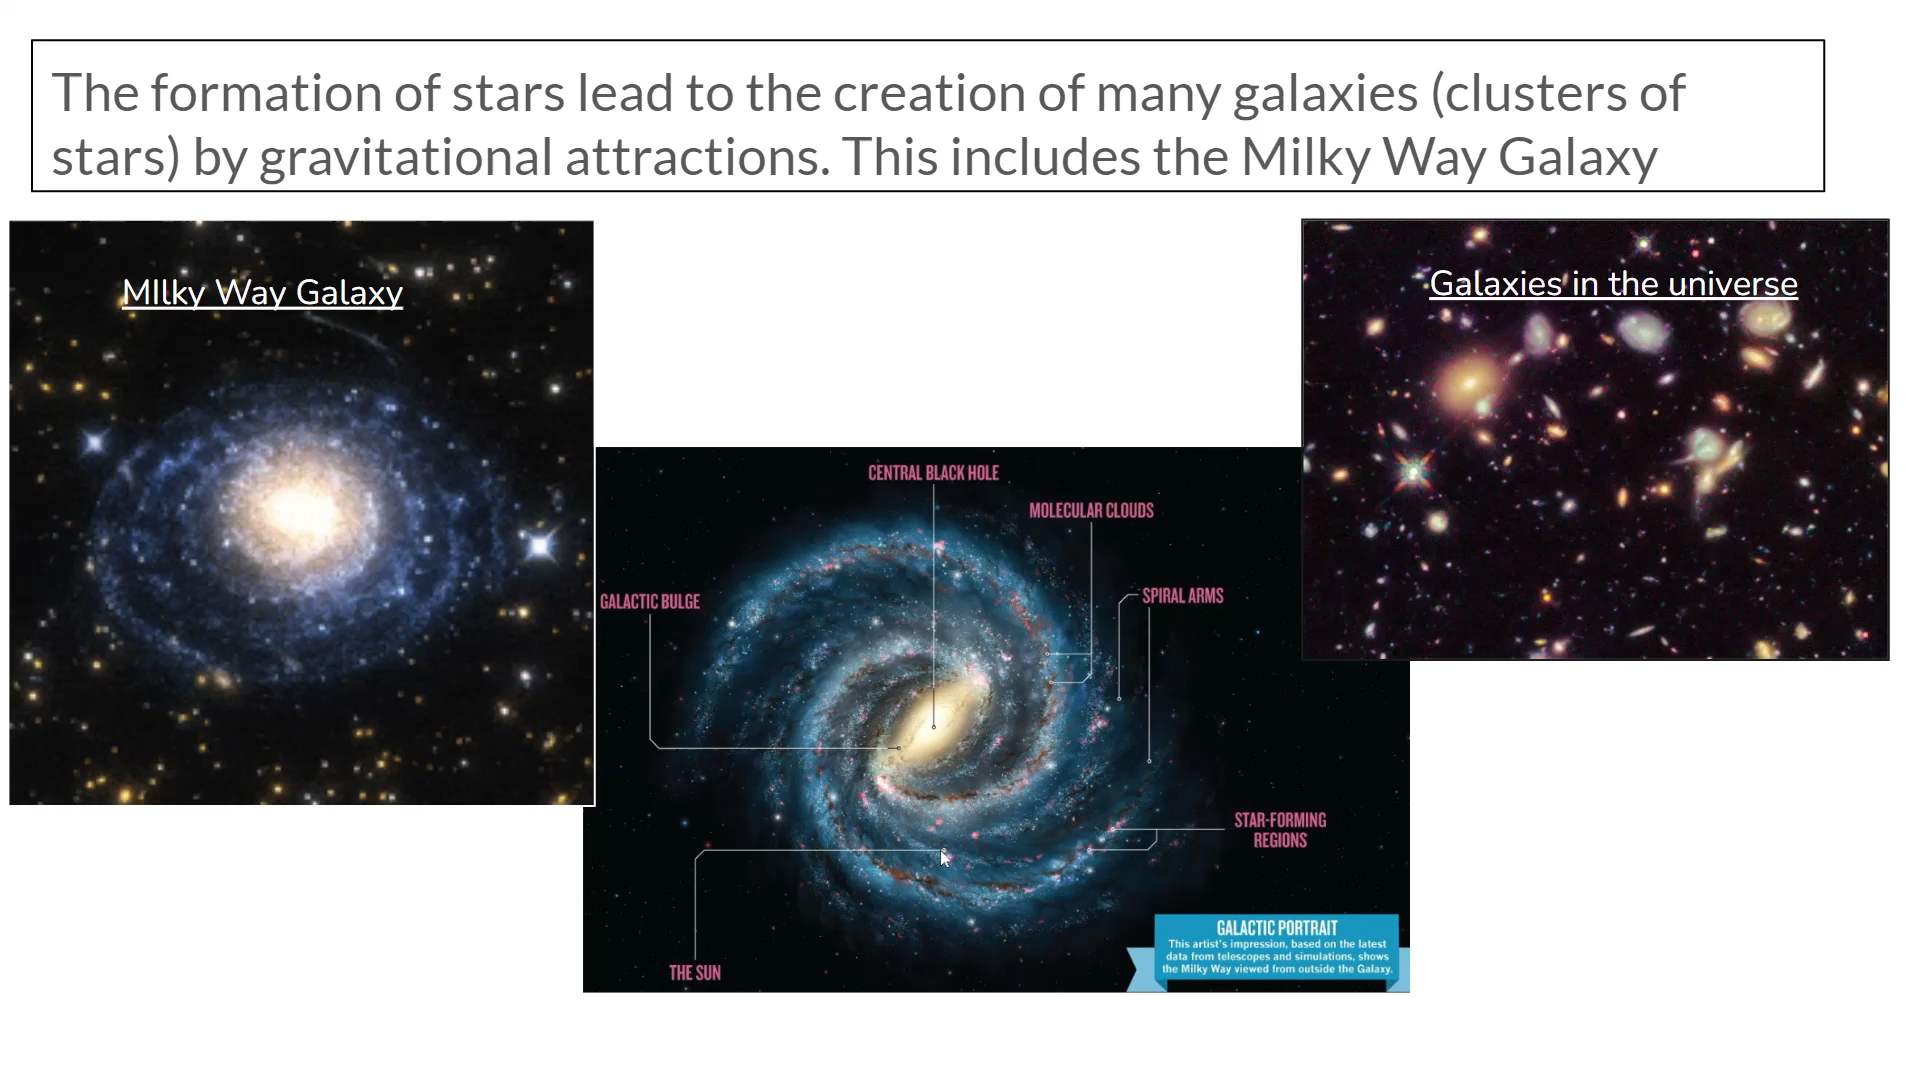 The formation of stars lead to the creation of many galaxies (clusters of
stars) by gravitational attractions. This includes the Milky Way Galaxy
MIlky Way Galaxy
Galaxies in the universe
CENTRAL BLACK HOLE
MOLECULAR CLOUDS
GALACTIC BULGE
SPIRAL ARMS
STAR-FORMING
REGIONS
THE SUN
GALACTIC PORTRAIT
This artist's impression, based on the latest
data from telescopes and simulations, shows
the Milky Way viewed from outside the Galaxy.